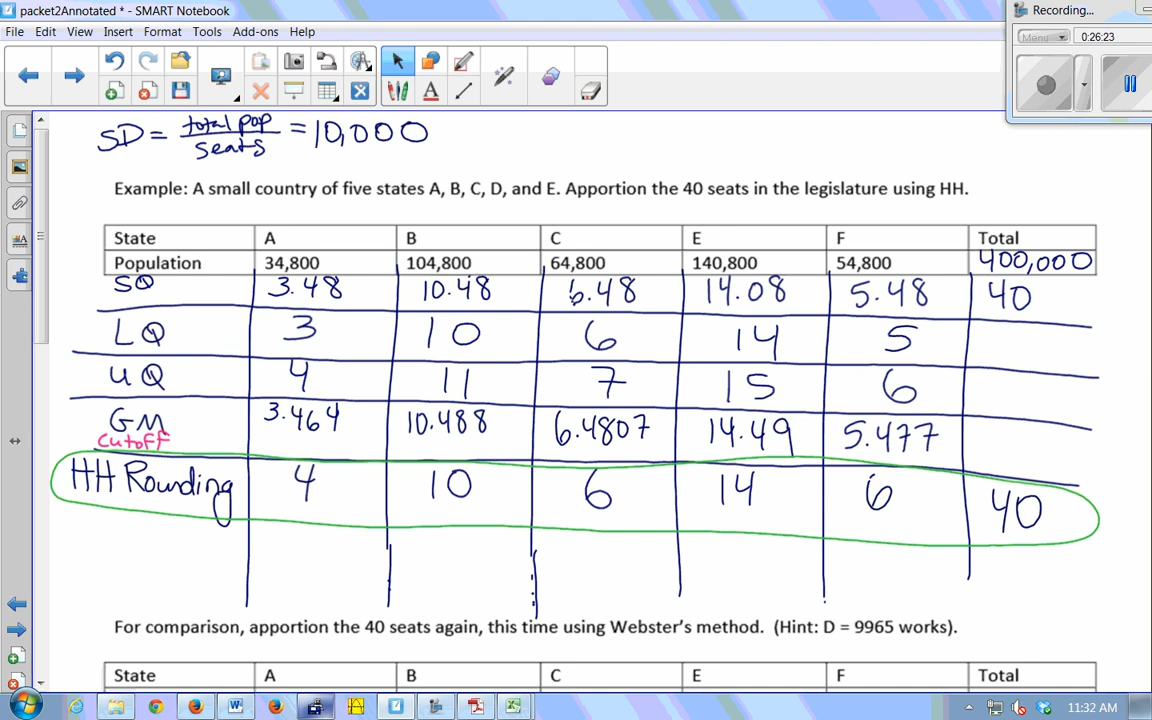 packet2Annotated * - SMART Notebook
Recording...
File Edit View Insert Format Tools Add-ons Help
Menu
0:26:23
SD = total pop / seats = 10,000
Example: A small country of five states A, B, C, D, and E. Apportion the 40 seats in the legislature using HH.
State A B C E F Total
Population 34,800 104,800 64,800 140,800 54,800 400,000
SQ 3.48 10.48 6.48 14.08 5.48 40
LQ 3 10 6 14 5
UQ 4 11 7 15 6
GM 3.464 10.488 6.4807 14.49 5.477
cutoff
HH Rounding 4 10 6 14 6 40
For comparison, apportion the 40 seats again, this time using Webster's method. (Hint: D = 9965 works).
State A B C E F Total
11:32 AM